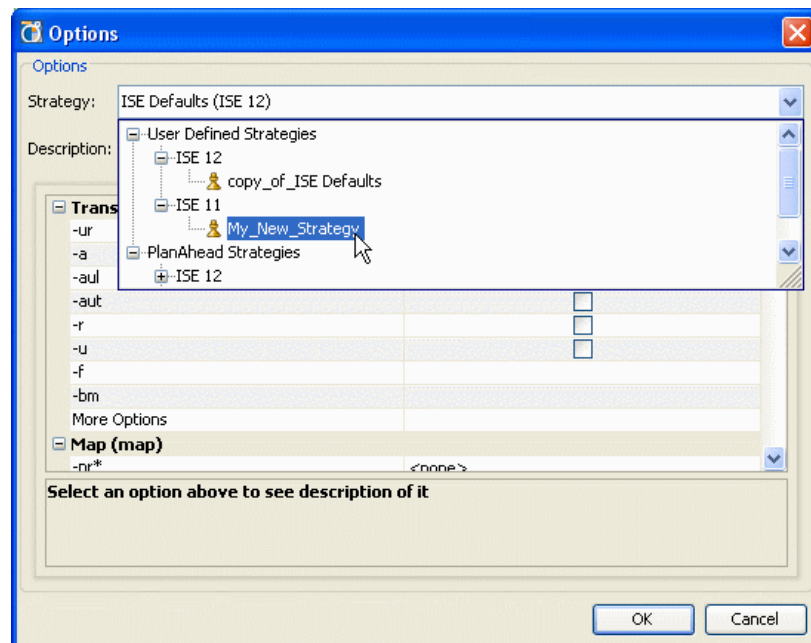 Options
Options
Strategy: ISE Defaults (ISE 12)
User Defined Strategies
Description:
ISE 12
copy_of_ISE Defaults
ISE 11
Trans
My_New_Strategy
-ur
-a
PlanAhead Strategies
-aul
ISE 12
-aut
-r
-u
-f
-bm
More Options
Map (map)
-nr* <none>
Select an option above to see description of it
OK Cancel